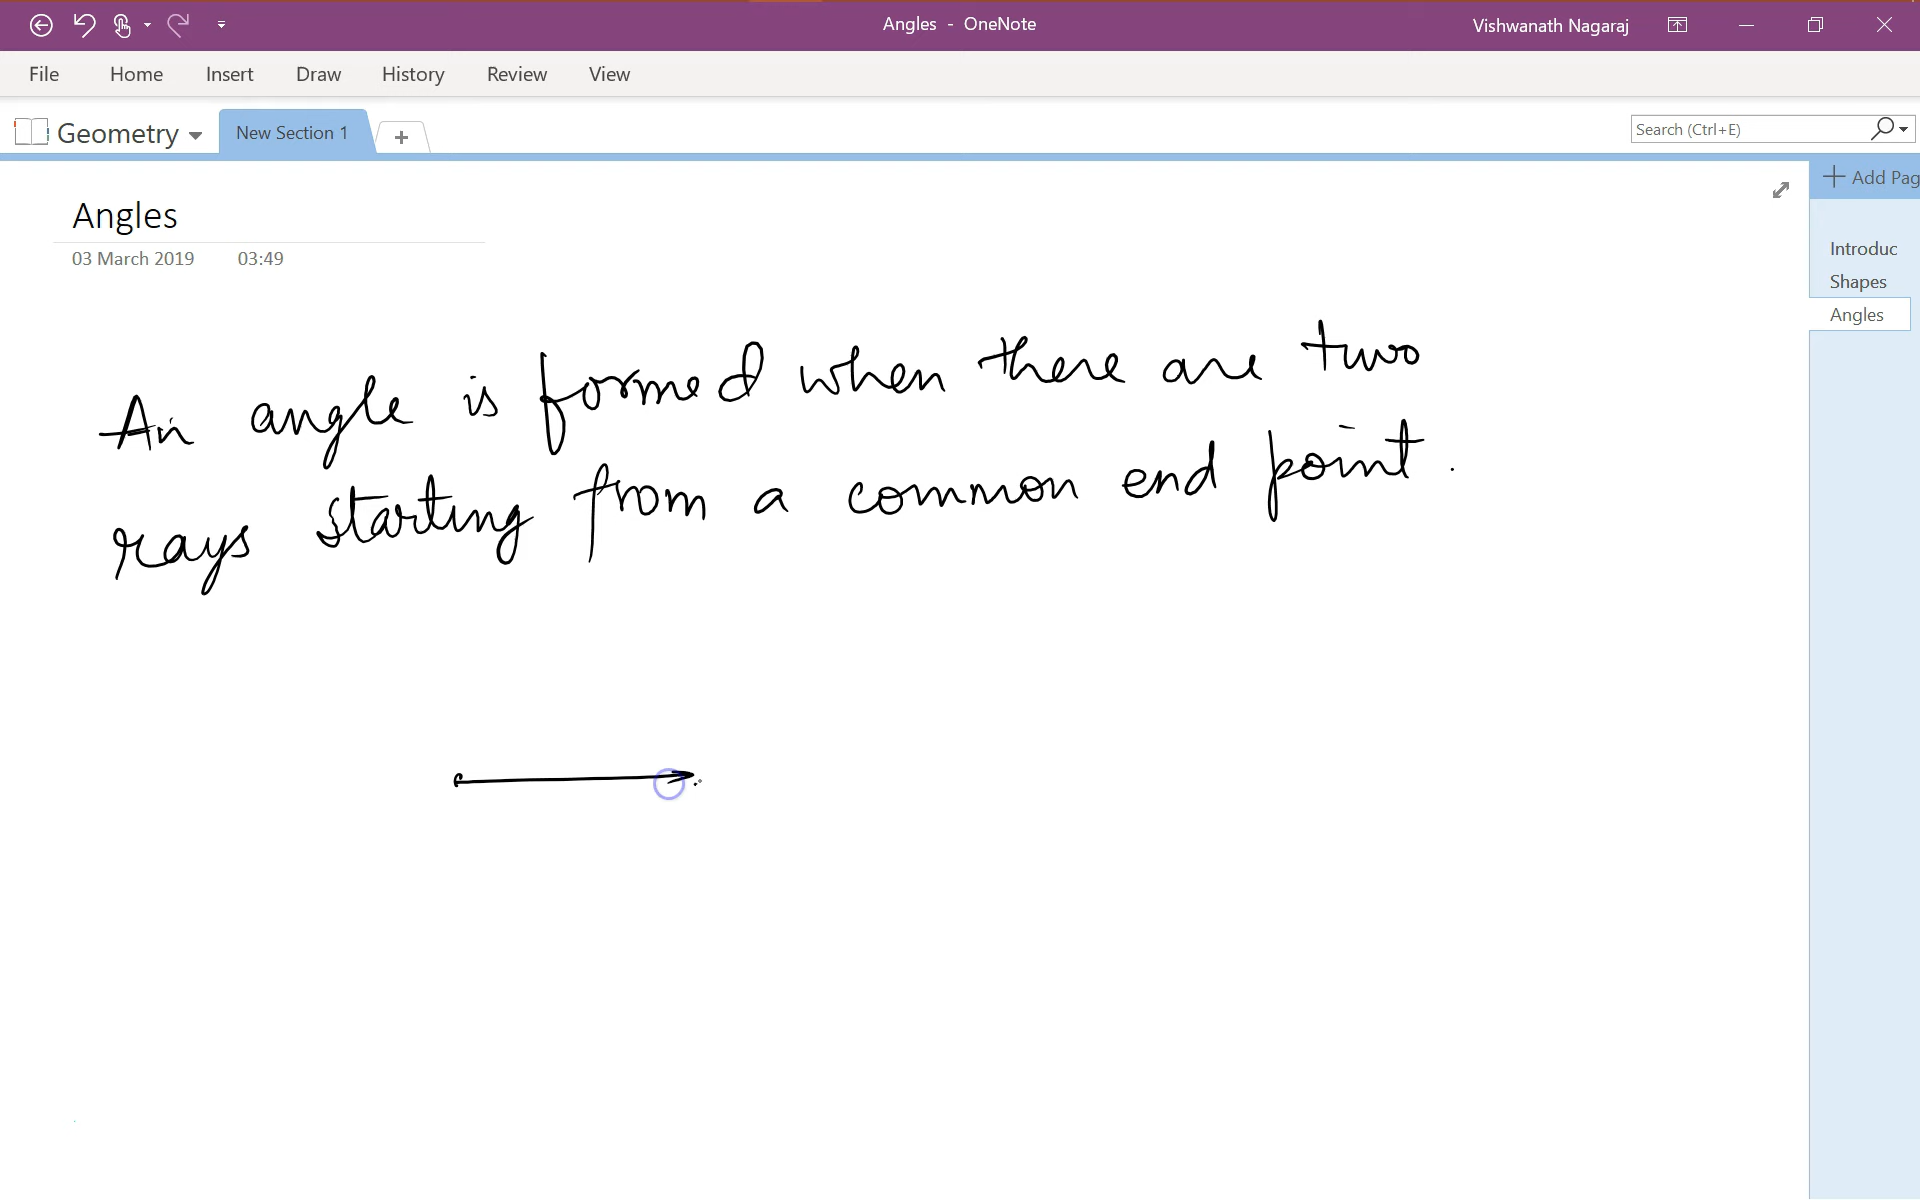 Angles - OneNote
Vishwanath Nagaraj
File Home Insert Draw History Review View
Geometry
New Section 1
Search (Ctrl+E)
Add Pag
Introduc
Shapes
Angles
Angles
03 March 2019 03:49
An angle is formed when there are two
rays starting from a common end point.